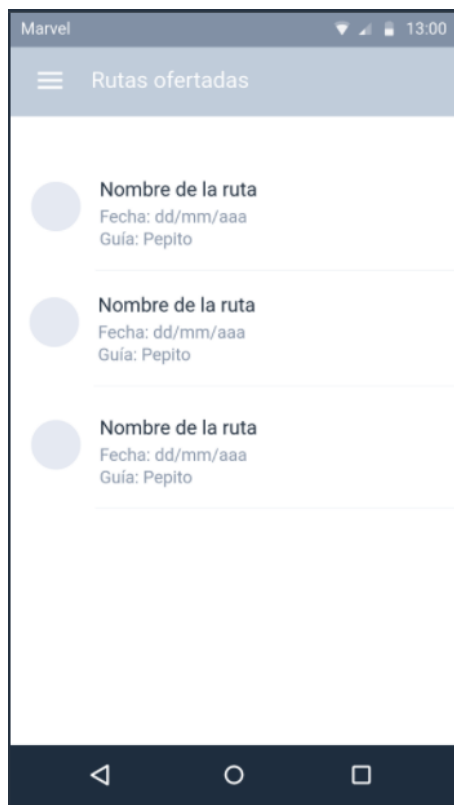 Marvel 13:00
Rutas ofertadas
Nombre de la ruta
Fecha: dd/mm/aaa
Guía: Pepito
Nombre de la ruta
Fecha: dd/mm/aaa
Guía: Pepito
Nombre de la ruta
Fecha: dd/mm/aaa
Guía: Pepito